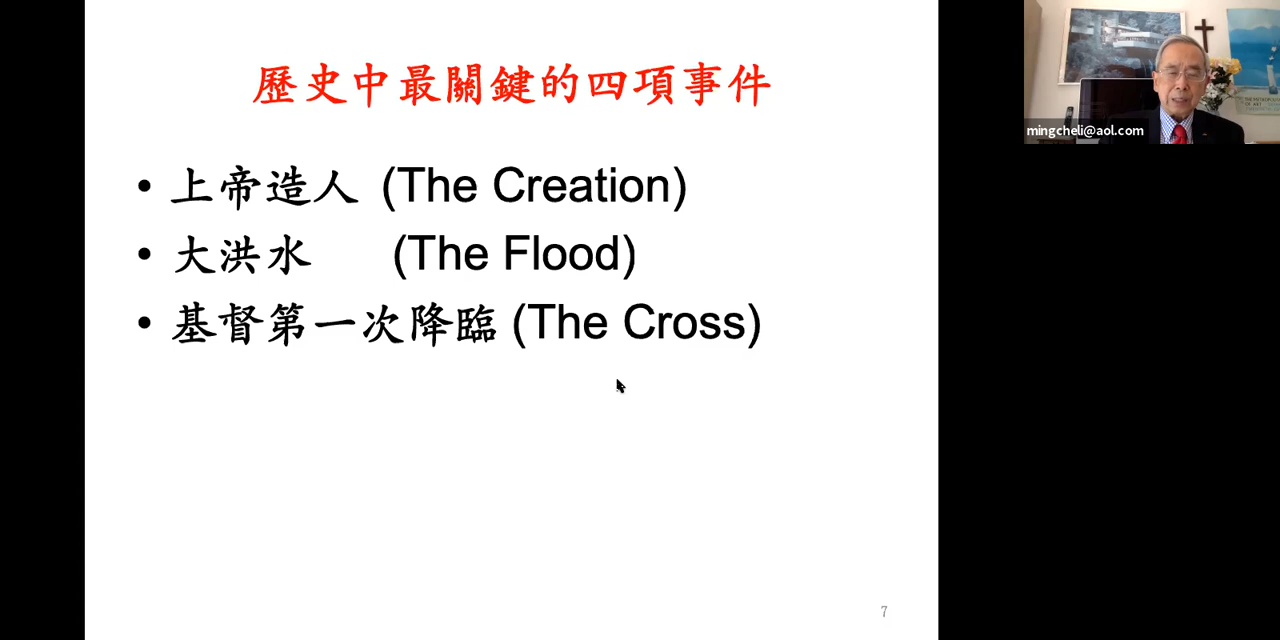 歷史中最關鍵的四項事件
• 上帝造人 (The Creation)
• 大洪水 (The Flood)
• 基督第一次降臨 (The Cross)
7
mingcheli@aol.com